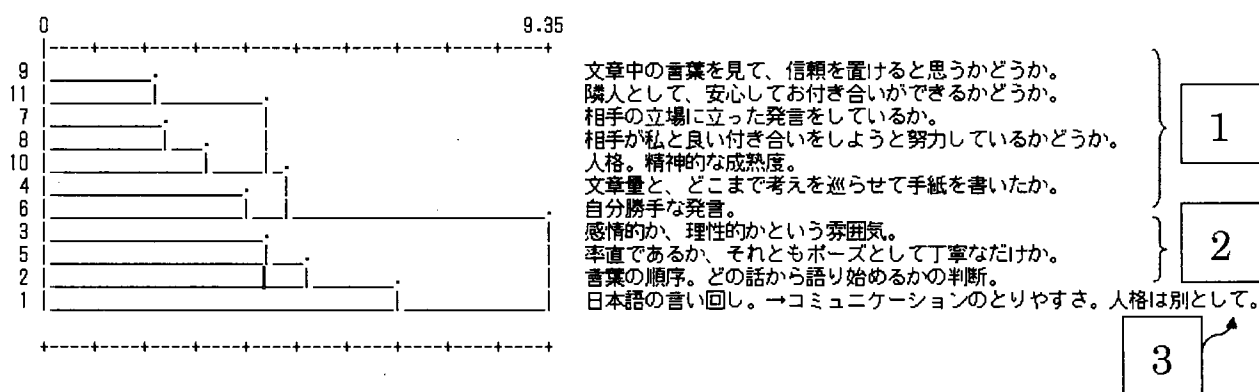 0 9.35
9 文章中の言葉を見て、信頼を置けると思うかどうか。
11 隣人として、安心してお付き合いができるかどうか。
7 相手の立場に立った発言をしているか。
8 相手が私と良い付き合いをしようと努力しているかどうか。
10 人格。精神的な成熟度。
4 文章量と、どこまで考えを巡らせて手紙を書いたか。
6 自分勝手な発言。
3 感情的か、理性的かという雰囲気。
5 率直であるか、それともポーズとして丁寧なだけか。
2 言葉の順序。どの話から語り始めるかの判断。
1 日本語の言い回し。→コミュニケーションのとりやすさ。人格は別として。
1
2
3